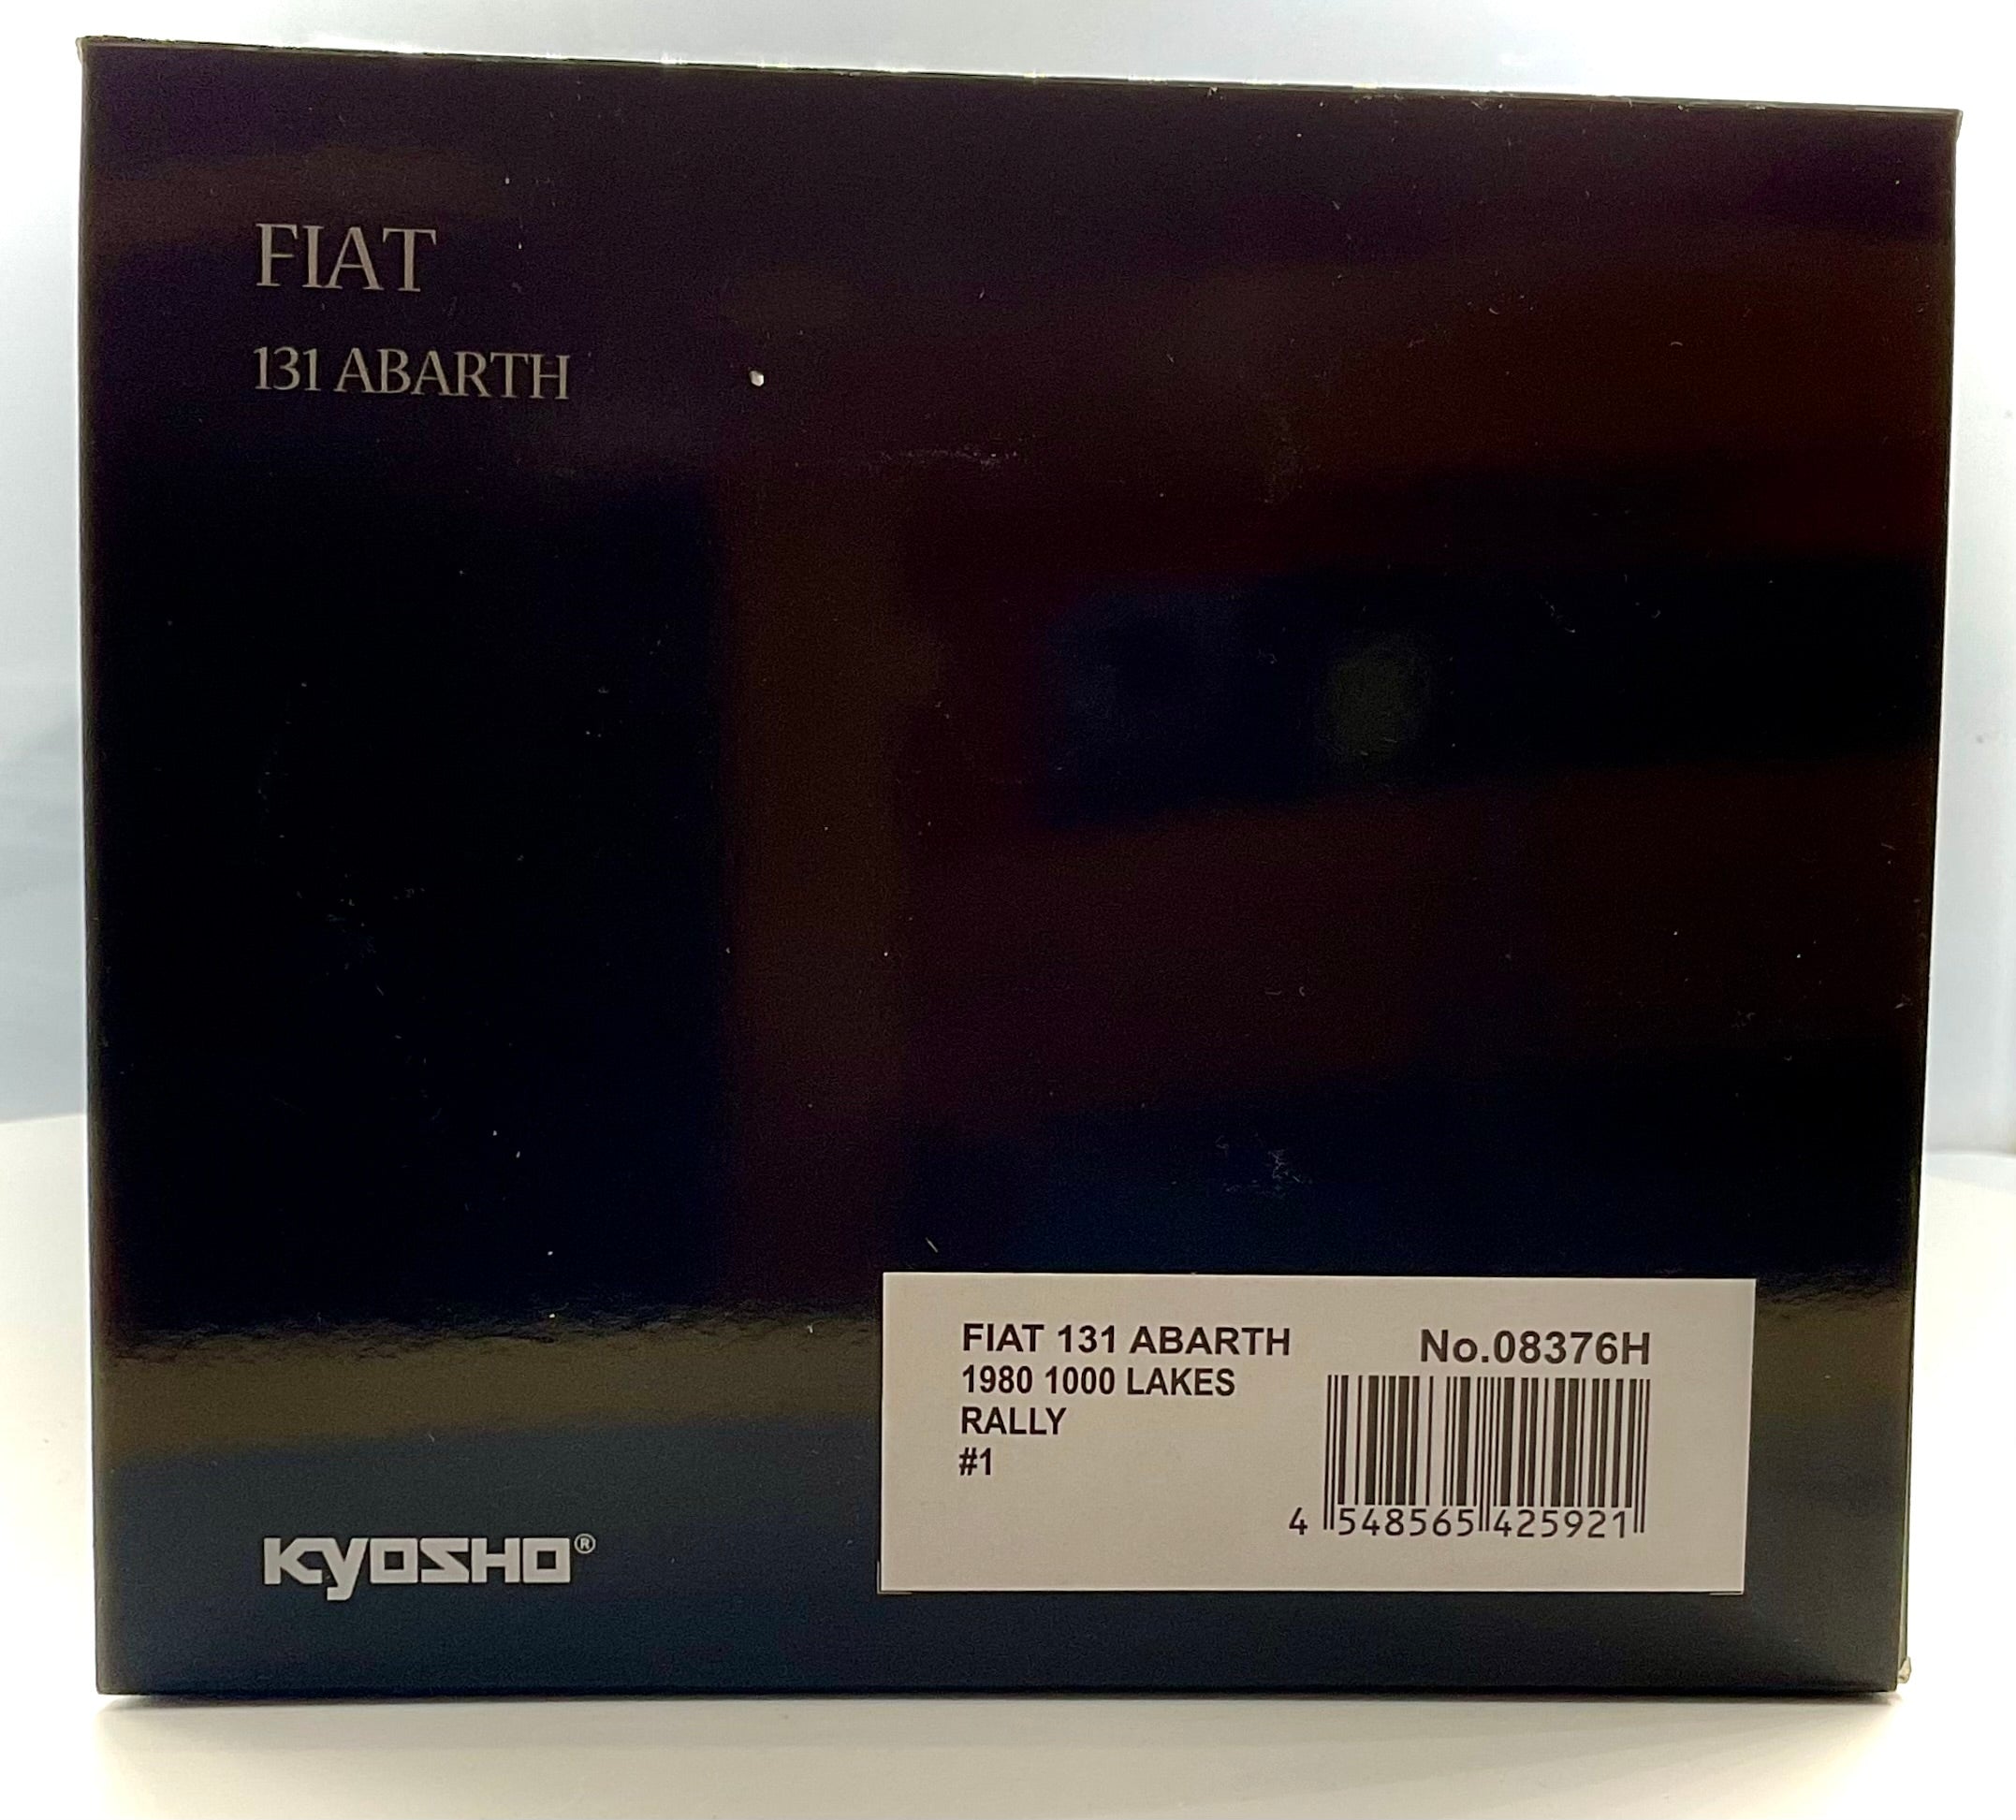 FIAT
131 ABARTH
FIAT 131 ABARTH
1980 1000 LAKES
RALLY
#1
No.08376H
4 548565 425921
KYOSHO®